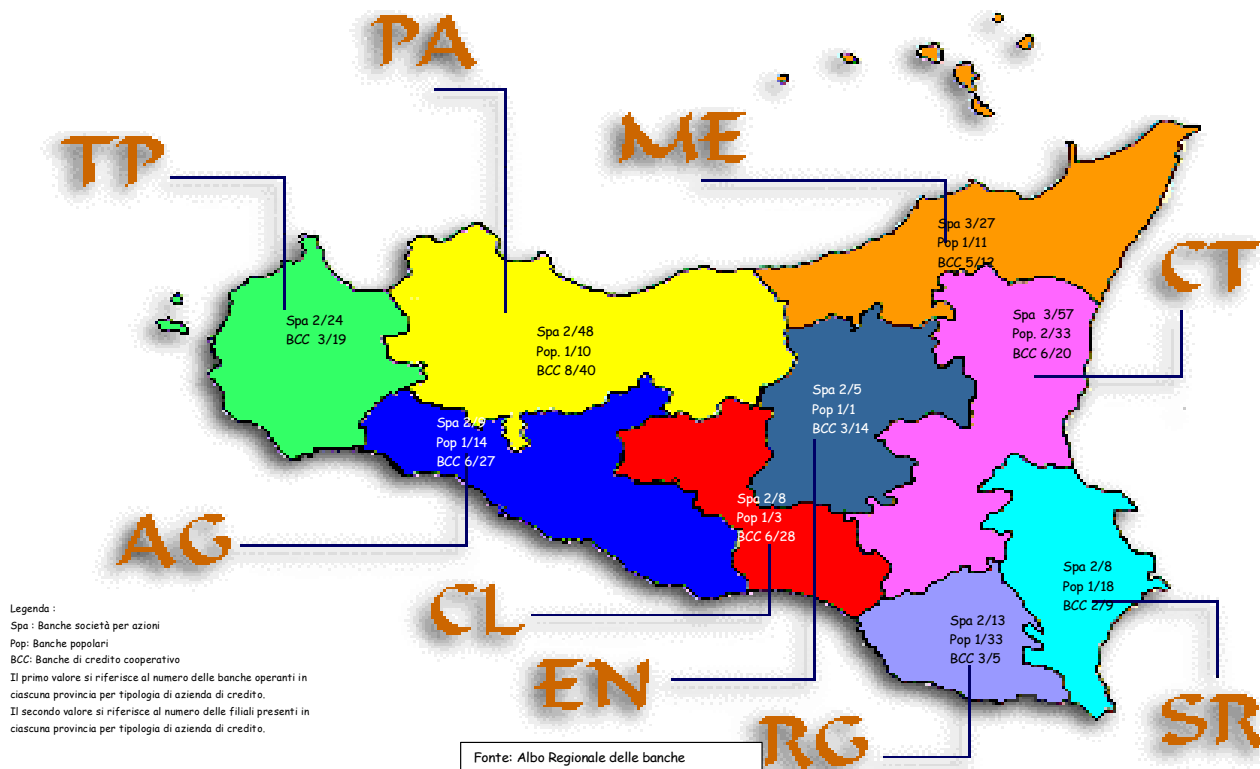 PA
ME
TP
CT
Spa 3/27
Pop 1/11
BCC 5/12
Spa 2/24
BCC 3/19
Spa 2/48
Pop. 1/10
BCC 8/40
Spa 3/57
Pop. 2/33
BCC 6/20
Spa 2/5
Pop 1/1
BCC 3/14
Spa
Pop 1/14
BCC 6/27
Spa 2/8
Pop 1/3
BCC 6/28
AG
CL
EN
RG
SR
Spa 2/8
Pop 1/18
BCC 2/9
Spa 2/13
Pop 1/33
BCC 3/5
Legenda :
Spa : Banche società per azioni
Pop: Banche popolari
BCC: Banche di credito cooperativo
Il primo valore si riferisce al numero delle banche operanti in
ciascuna provincia per tipologia di azienda di credito.
Il secondo valore si riferisce al numero delle filiali presenti in
ciascuna provincia per tipologia di azienda di credito.
Fonte: Albo Regionale delle banche